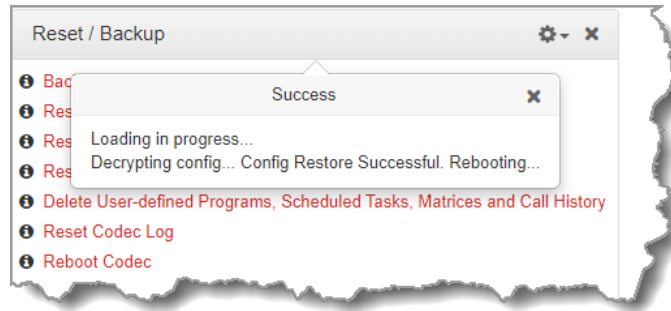 Reset / Backup
Success
Loading in progress...
Decrypting config... Config Restore Successful. Rebooting...
Delete User-defined Programs, Scheduled Tasks, Matrices and Call History
Reset Codec Log
Reboot Codec